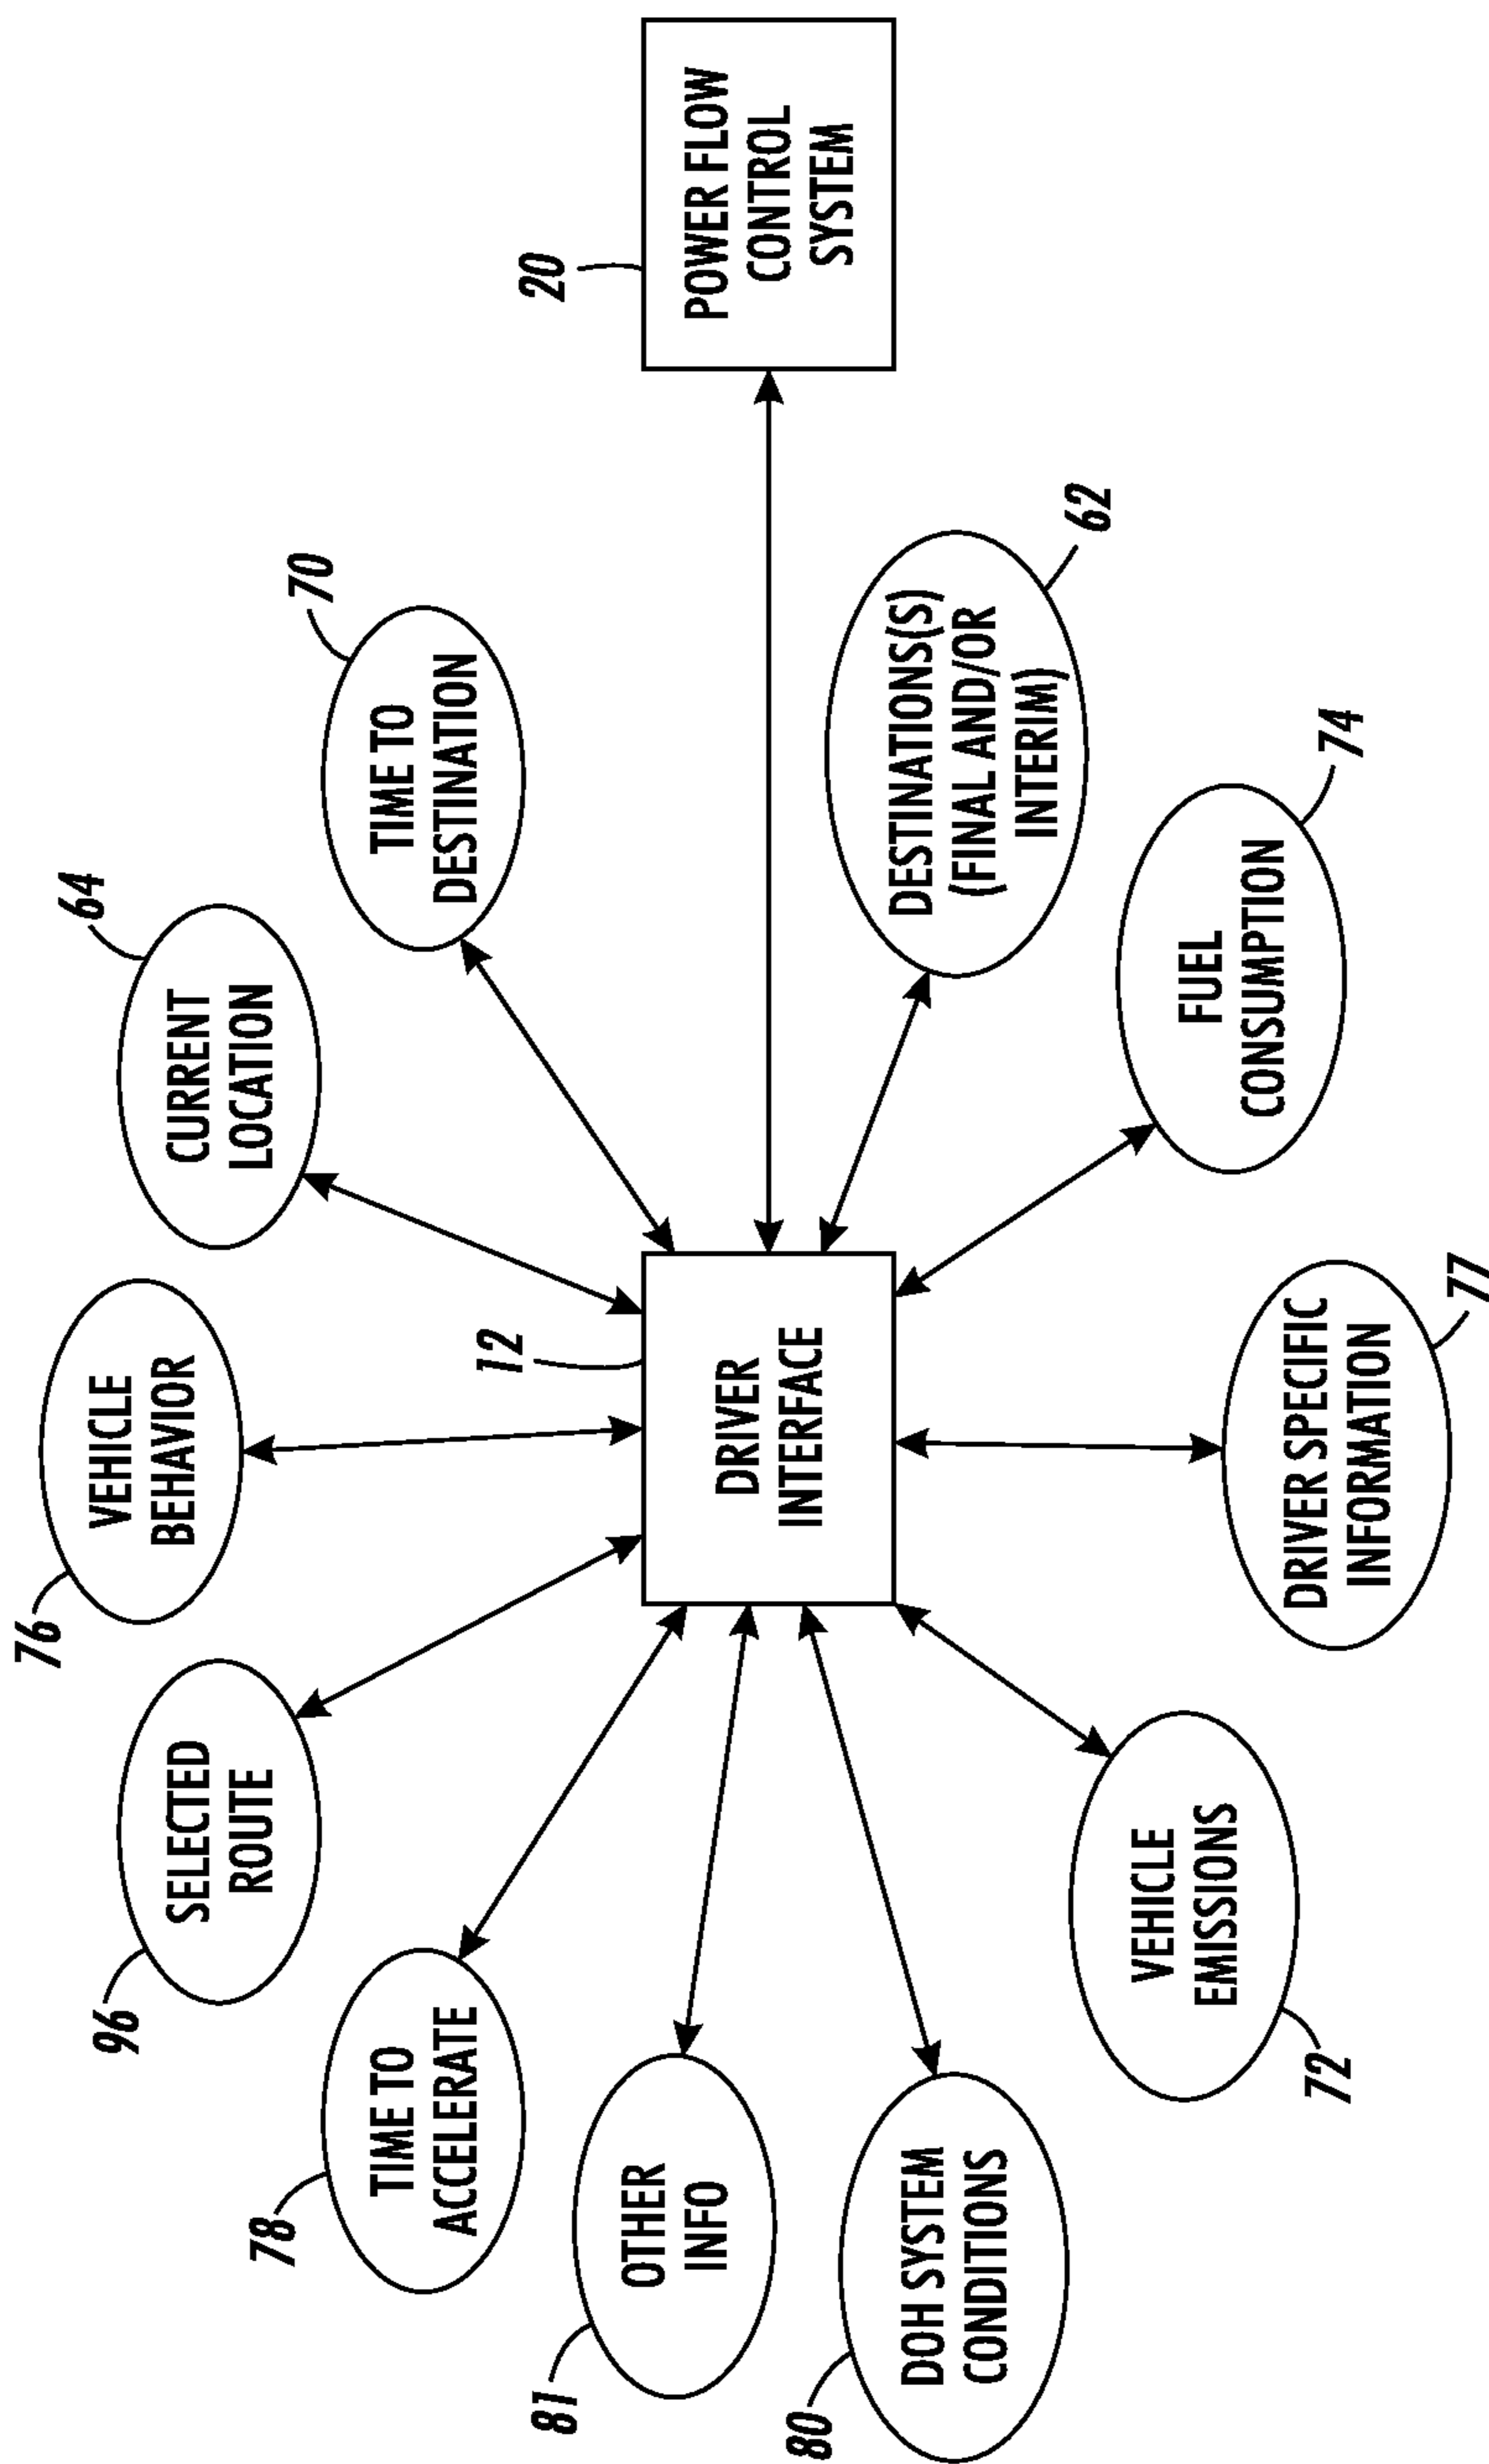 76
VEHICLE
BEHAVIOR
96
SELECTED
ROUTE
64
CURRENT
LOCATION
78
TIME TO
ACCELERATE
70
TIME TO
DESTINATION
81
OTHER
INFO
12
DRIVER
INTERFACE
20
POWER FLOW
CONTROL
SYSTEM
80
DOH SYSTEM
CONDITIONS
DESTINATIONS(S)
(FINAL AND/OR
INTERIM)
62
VEHICLE
EMISSIONS
72
FUEL
CONSUMPTION
74
DRIVER SPECIFIC
INFORMATION
77